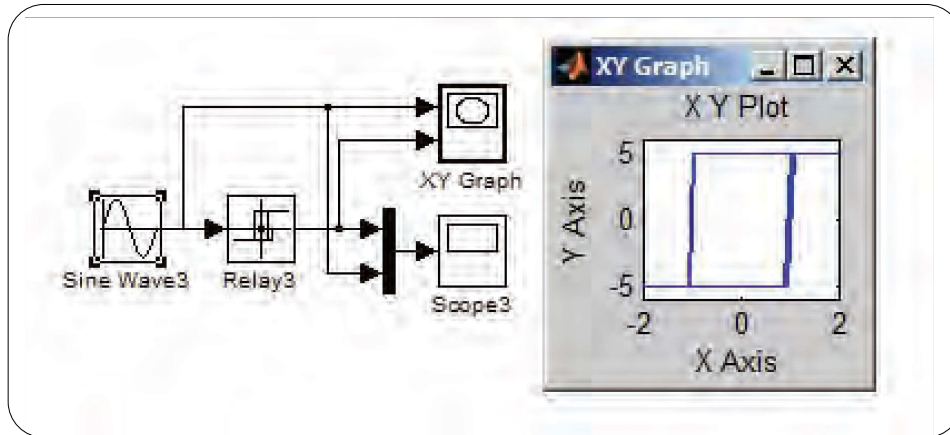 XY Graph
Sine Wave3
Relay3
Scope3
XY Graph
X Y Plot
Y Axis
5
0
-5
-2
0
2
X Axis